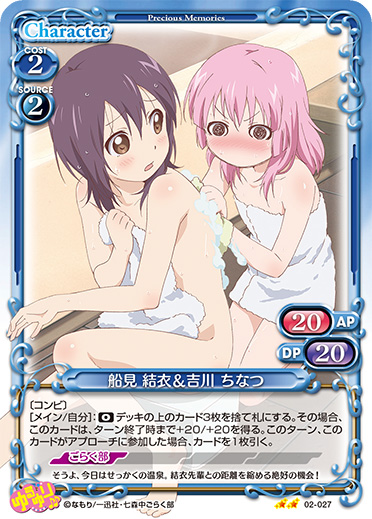 Precious Memories
Character
COST
2
SOURCE
2
20 AP
DP 20
船見 結衣&吉川 ちなつ
［コンビ］
［メイン/自分］：0 デッキの上のカード3枚を捨て札にする。その場合、
このカードは、ターン終了時まで+20/+20を得る。このターン、この
カードがアプローチに参加した場合、カードを1枚引く。
ごらく部
そうよ、今日はせっかくの温泉。結衣先輩との距離を縮める絶好の機会！
ゆるゆり
©なもり/一迅社・七森中ごらく部
02-027